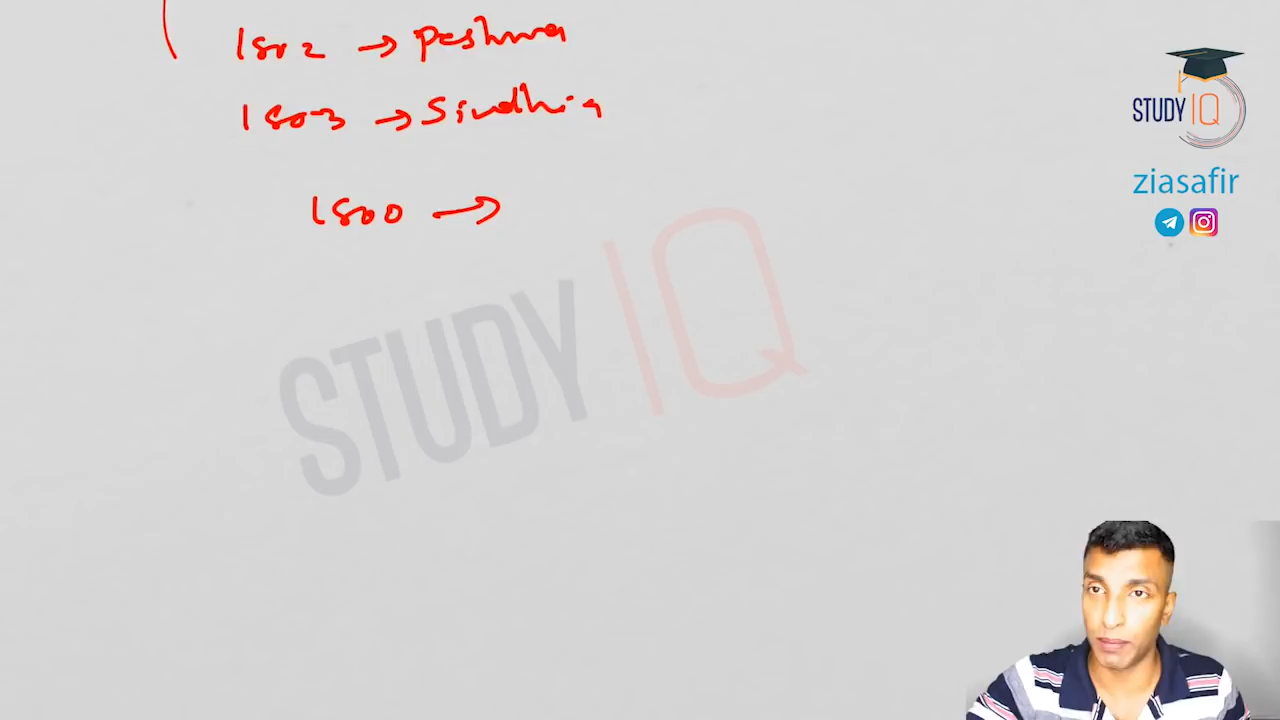 1802 → Peshwa
1803 → Sindhia
1800 →
STUDY IQ
STUDY IQ
ziasafir